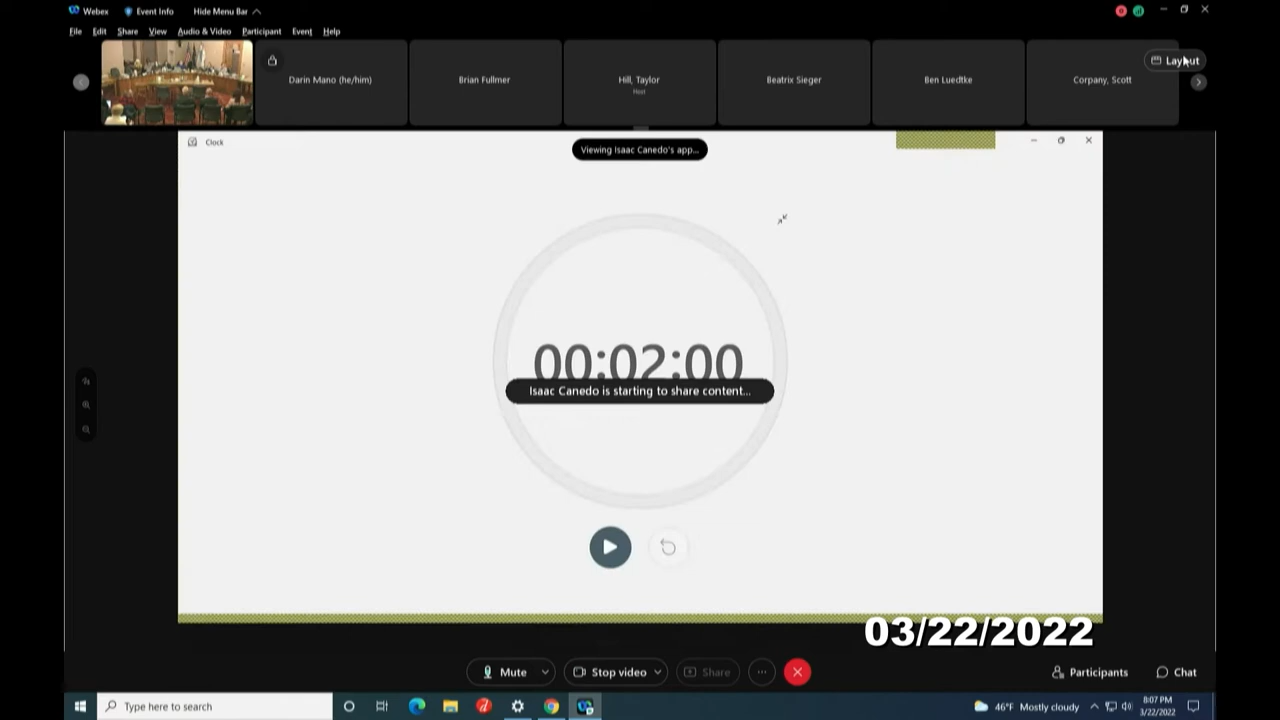 Webex
Event Info
Hide Menu Bar
File Edit Share View Audio & Video Participant Event Help
Darin Mano (he/him)
Brian Fullmer
Hill, Taylor
Host
Beatrix Sieger
Ben Luedtke
Corpany, Scott
Layout
Clock
Viewing Isaac Canedo's app...
00:02:00
Isaac Canedo is starting to share content...
03/22/2022
Mute
Stop video
Share
Participants
Chat
Type here to search
46°F Mostly cloudy
8:07 PM
3/22/2022